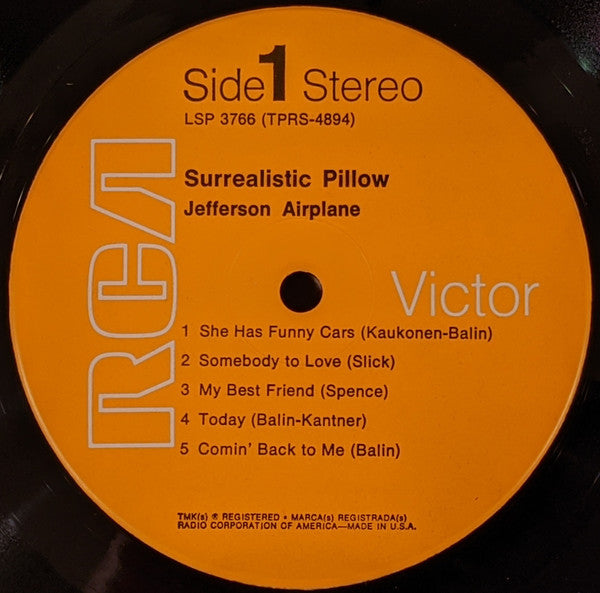 Side 1 Stereo
LSP 3766 (TPRS-4894)
RCA
Surrealistic Pillow
Jefferson Airplane
Victor
1 She Has Funny Cars (Kaukonen-Balin)
2 Somebody to Love (Slick)
3 My Best Friend (Spence)
4 Today (Balin-Kantner)
5 Comin' Back to Me (Balin)
TMK(s) ® REGISTERED • MARCA(s) REGISTRADA(s)
RADIO CORPORATION OF AMERICA—MADE IN U.S.A.